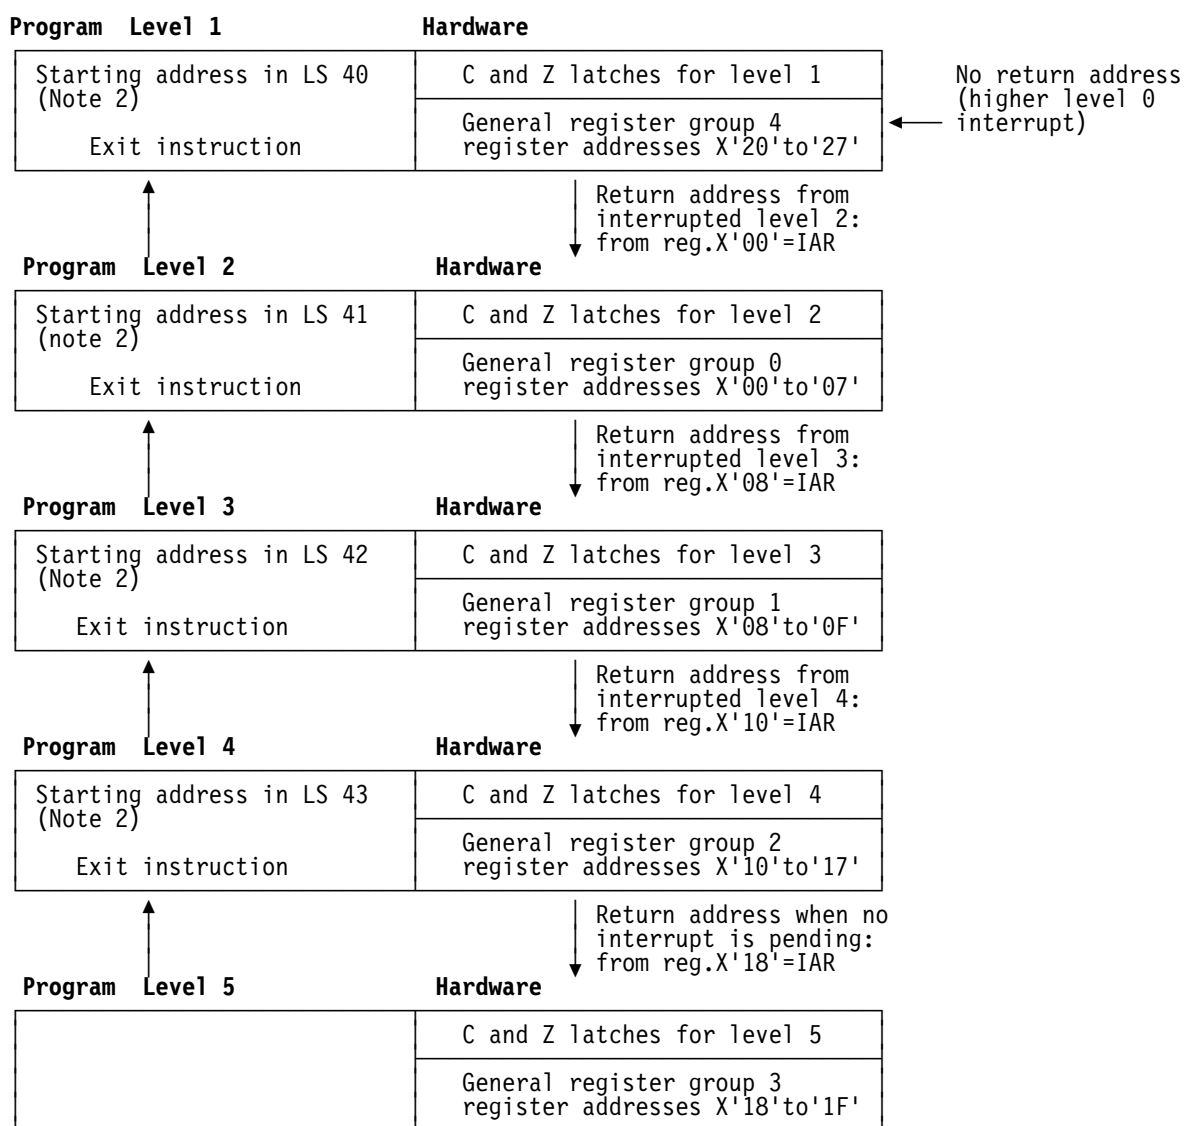 Program Level 1 Hardware
Starting address in LS 40 C and Z latches for level 1 No return address
(Note 2) (higher level 0
General register group 4 interrupt)
Exit instruction register addresses X'20'to'27'
Return address from
interrupted level 2:
from reg.X'00'=IAR
Program Level 2 Hardware
Starting address in LS 41 C and Z latches for level 2
(note 2)
General register group 0
Exit instruction register addresses X'00'to'07'
Return address from
interrupted level 3:
from reg.X'08'=IAR
Program Level 3 Hardware
Starting address in LS 42 C and Z latches for level 3
(Note 2)
General register group 1
Exit instruction register addresses X'08'to'0F'
Return address from
interrupted level 4:
from reg.X'10'=IAR
Program Level 4 Hardware
Starting address in LS 43 C and Z latches for level 4
(Note 2)
General register group 2
Exit instruction register addresses X'10'to'17'
Return address when no
interrupt is pending:
from reg.X'18'=IAR
Program Level 5 Hardware
C and Z latches for level 5
General register group 3
register addresses X'18'to'1F'